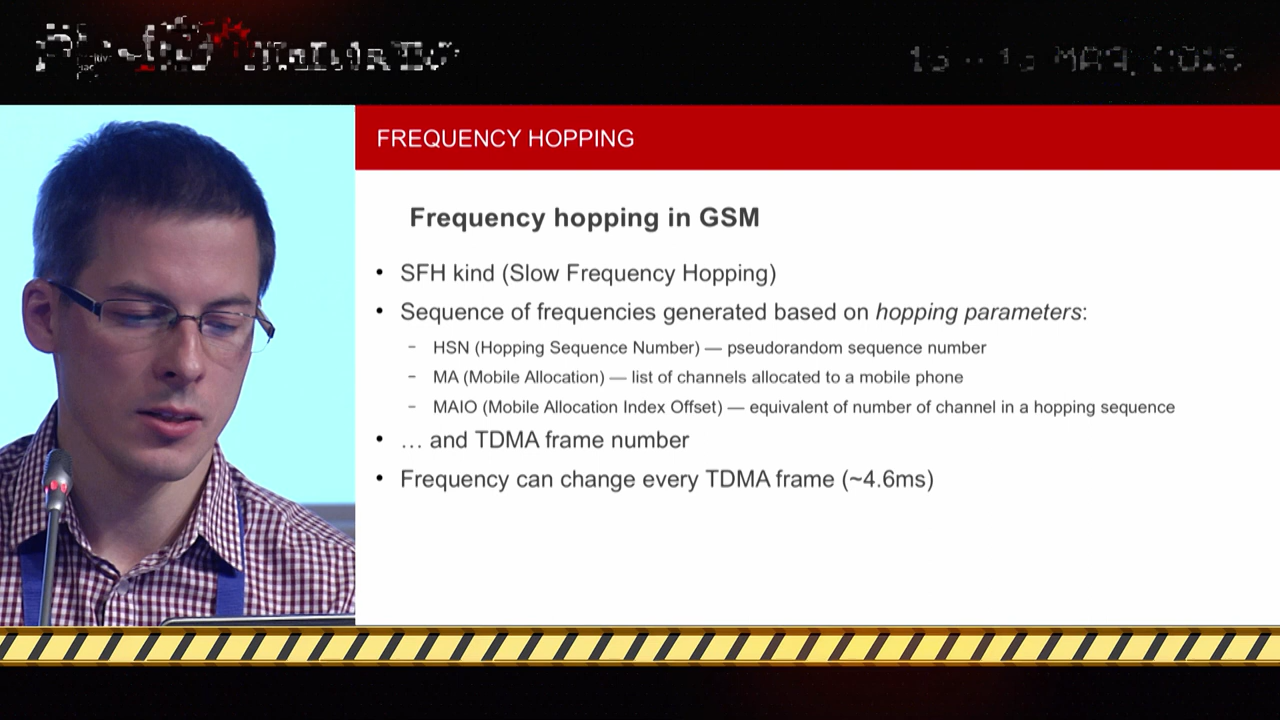 FREQUENCY HOPPING
Frequency hopping in GSM
• SFH kind (Slow Frequency Hopping)
• Sequence of frequencies generated based on hopping parameters:
– HSN (Hopping Sequence Number) — pseudorandom sequence number
– MA (Mobile Allocation) — list of channels allocated to a mobile phone
– MAIO (Mobile Allocation Index Offset) — equivalent of number of channel in a hopping sequence
• … and TDMA frame number
• Frequency can change every TDMA frame (~4.6ms)